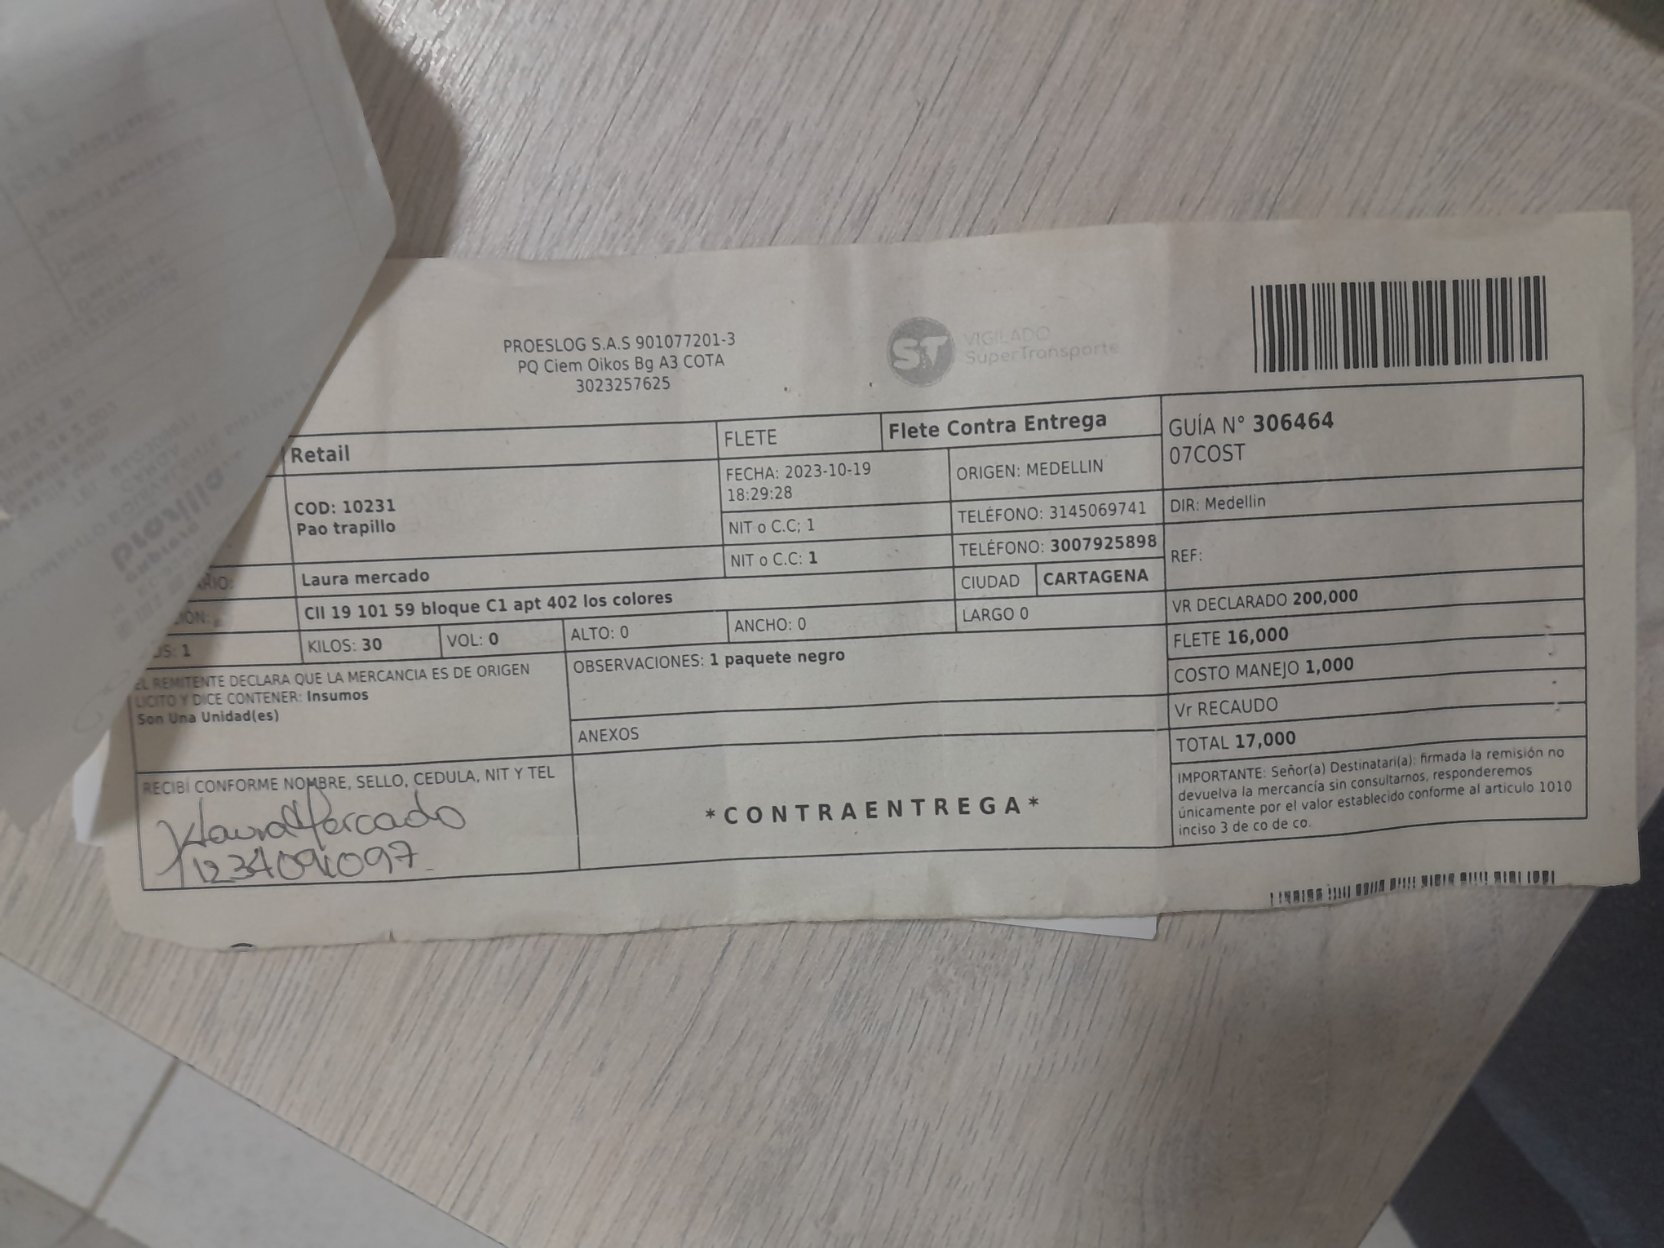 PROESLOG S.A.S 901077201-3
PQ Ciem Oikos Bg A3 COTA
3023257625
ST VIGILADO
SuperTransporte
Retail
FLETE
Flete Contra Entrega
GUÍA N° 306464
07COST
COD: 10231
Pao trapillo
FECHA: 2023-10-19
18:29:28
ORIGEN: MEDELLIN
DIR: Medellin
NIT o C.C; 1
TELÉFONO: 3145069741
NIT o C.C: 1
TELÉFONO: 3007925898
REF:
Laura mercado
CIUDAD
CARTAGENA
Cll 19 101 59 bloque C1 apt 402 los colores
VR DECLARADO 200,000
KILOS: 30
VOL: 0
ALTO: 0
ANCHO: 0
LARGO 0
FLETE 16,000
EL REMITENTE DECLARA QUE LA MERCANCIA ES DE ORIGEN
LICITO Y DICE CONTENER: Insumos
Son Una Unidad(es)
OBSERVACIONES: 1 paquete negro
COSTO MANEJO 1,000
Vr RECAUDO
ANEXOS
TOTAL 17,000
RECIBÍ CONFORME NOMBRE, SELLO, CEDULA, NIT Y TEL
Laura Mercado
*CONTRAENTREGA*
IMPORTANTE: Señor(a) Destinatari(a): firmada la remisión no
devuelva la mercancía sin consultarnos, responderemos
únicamente por el valor establecido conforme al articulo 1010
inciso 3 de co de co.